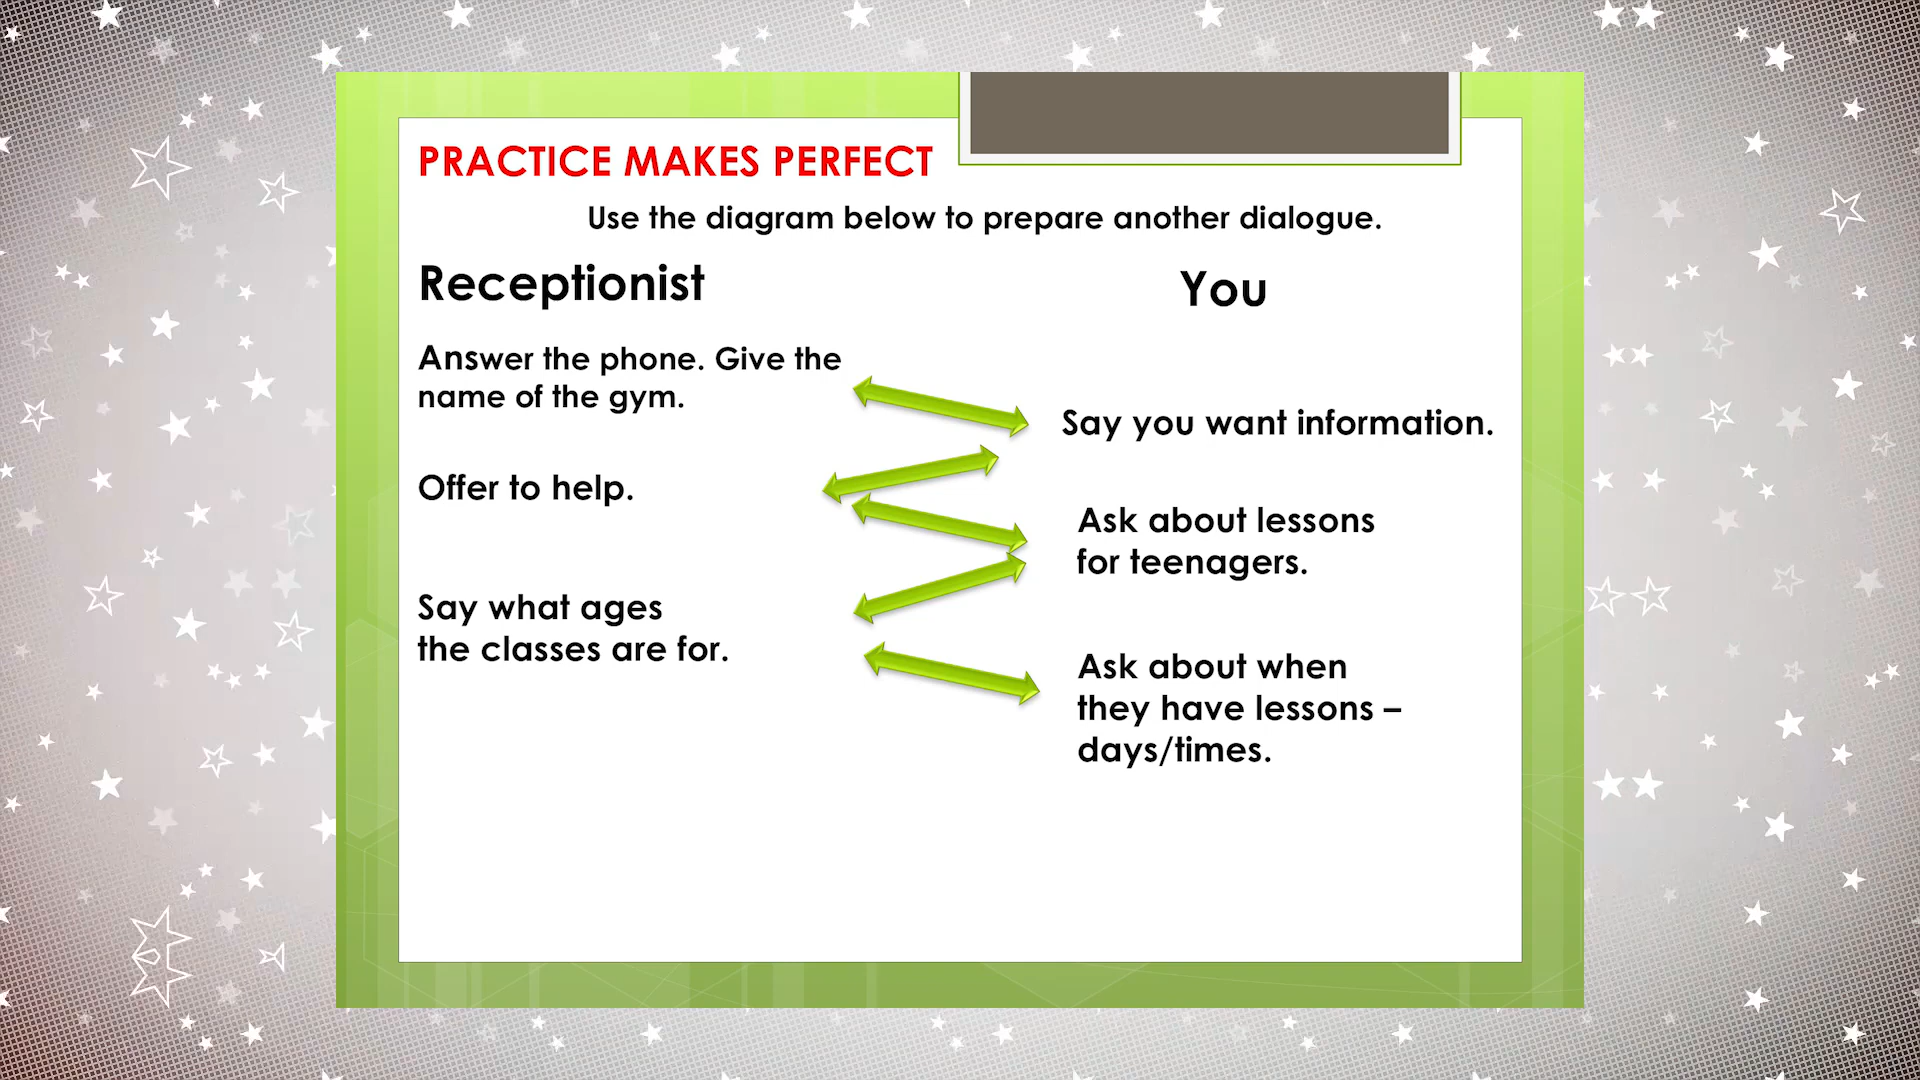 PRACTICE MAKES PERFECT
Use the diagram below to prepare another dialogue.
Receptionist
You
Answer the phone. Give the
name of the gym.
Say you want information.
Offer to help.
Ask about lessons
for teenagers.
Say what ages
the classes are for.
Ask about when
they have lessons –
days/times.